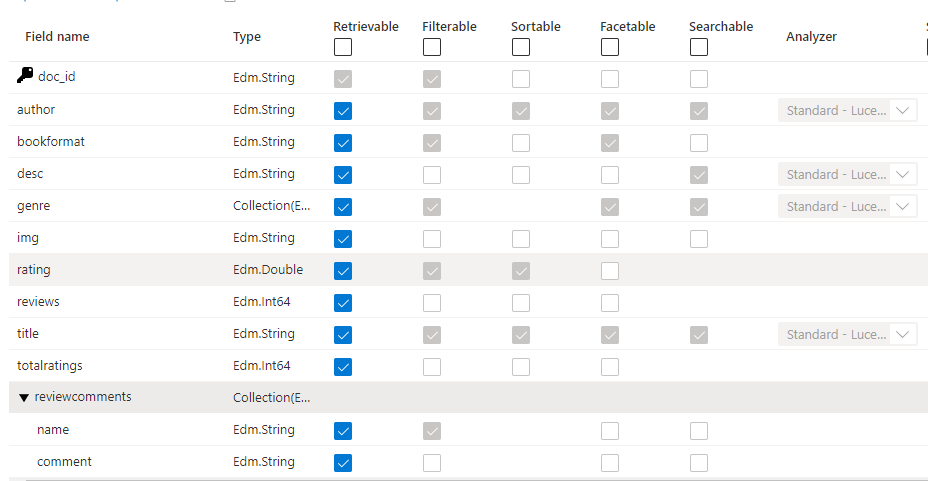 Field name Type Retrievable Filterable Sortable Facetable Searchable Analyzer
doc_id Edm.String
author Edm.String Standard - Luce...
bookformat Edm.String
desc Edm.String Standard - Luce...
genre Collection(E... Standard - Luce...
img Edm.String
rating Edm.Double
reviews Edm.Int64
title Edm.String Standard - Luce...
totalratings Edm.Int64
reviewcomments Collection(E...
name Edm.String
comment Edm.String